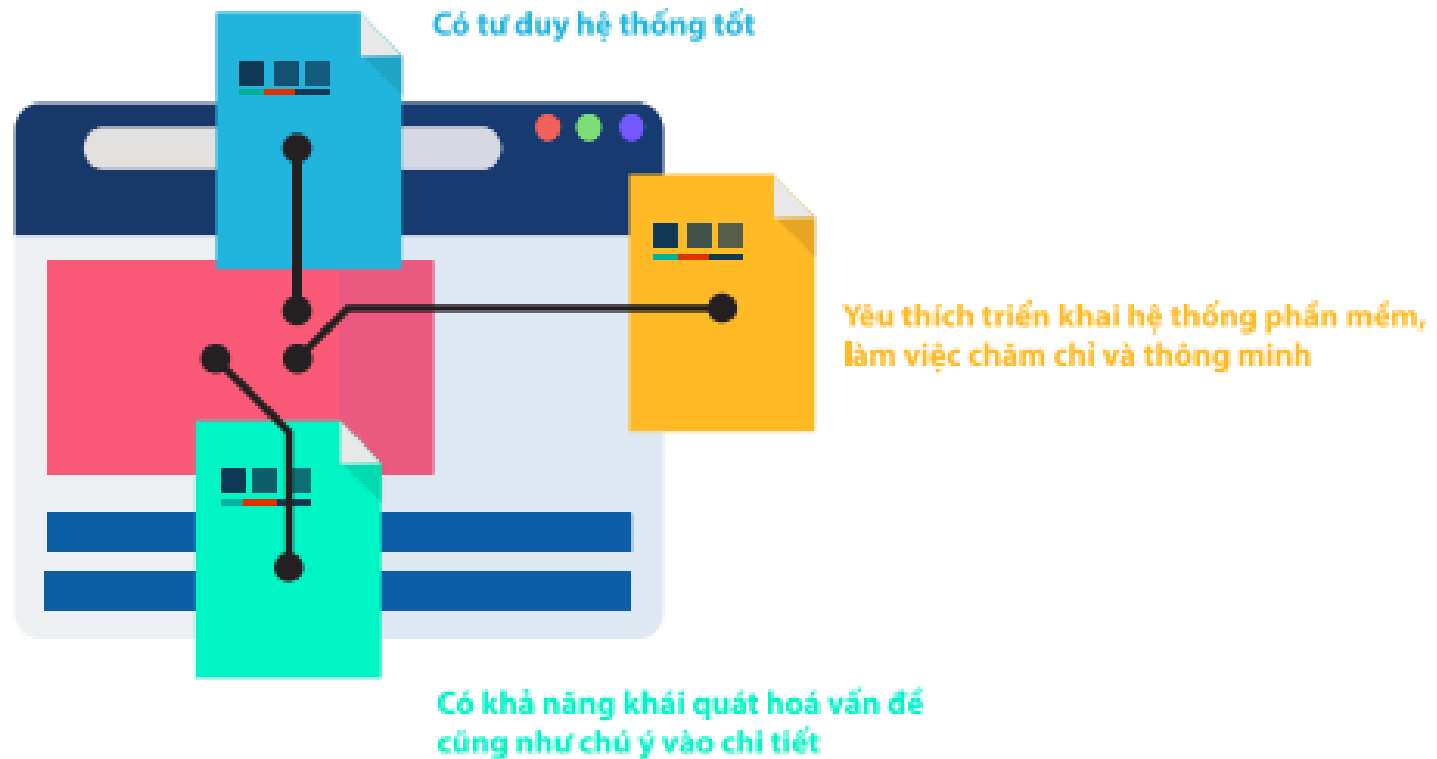 Có tư duy hệ thống tốt
Yêu thích triển khai hệ thống phần mềm,
làm việc chăm chỉ và thông minh
Có khả năng khái quát hoá vấn đề
cũng như chú ý vào chi tiết